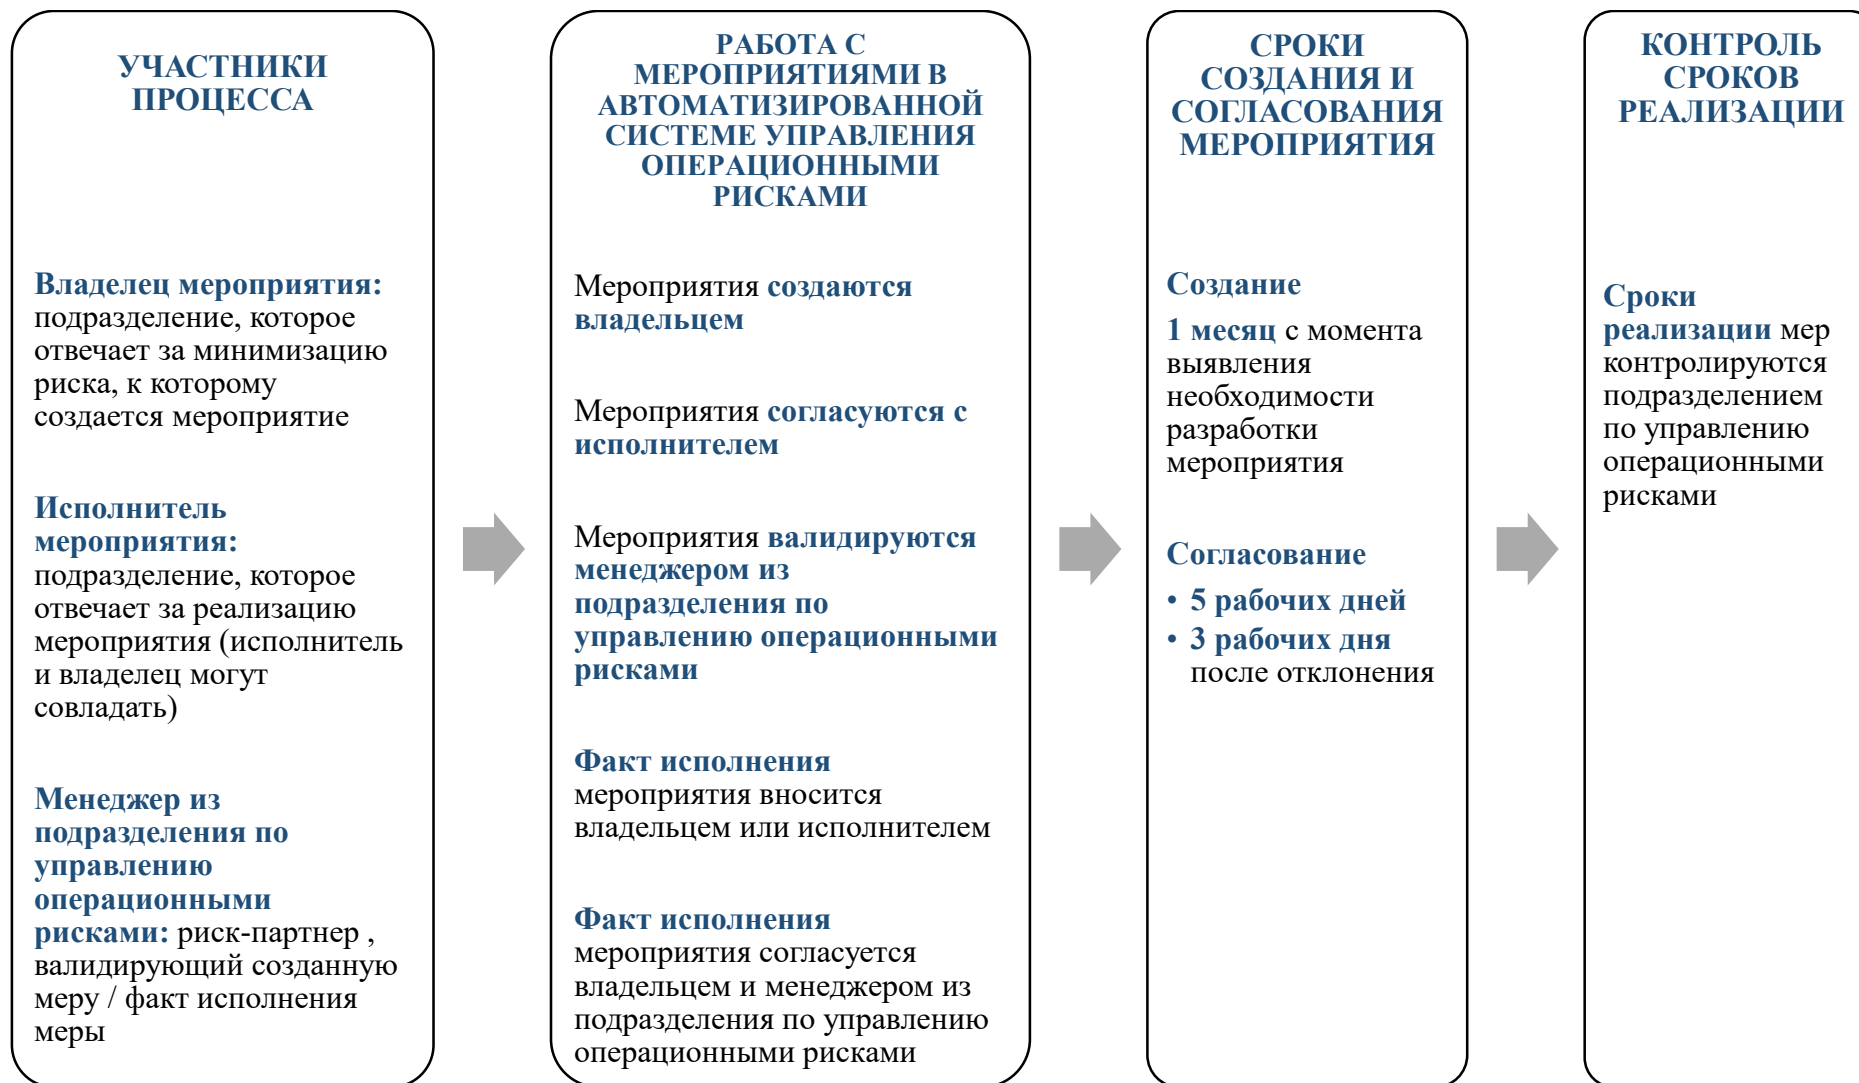 УЧАСТНИКИ
ПРОЦЕССА
Владелец мероприятия:
подразделение, которое
отвечает за минимизацию
риска, к которому
создается мероприятие
Исполнитель
мероприятия:
подразделение, которое
отвечает за реализацию
мероприятия (исполнитель
и владелец могут
совладать)
Менеджер из
подразделения по
управлению
операционными
рисками: риск-партнер ,
валидирующий созданную
меру / факт исполнения
меры
РАБОТА С
МЕРОПРИЯТИЯМИ В
АВТОМАТИЗИРОВАННОЙ
СИСТЕМЕ УПРАВЛЕНИЯ
ОПЕРАЦИОННЫМИ
РИСКАМИ
Мероприятия создаются
владельцем
Мероприятия согласуются с
исполнителем
Мероприятия валидируются
менеджером из
подразделения по
управлению операционными
рисками
Факт исполнения
мероприятия вносится
владельцем или исполнителем
Факт исполнения
мероприятия согласуется
владельцем и менеджером из
подразделения по управлению
операционными рисками
СРОКИ
СОЗДАНИЯ И
СОГЛАСОВАНИЯ
МЕРОПРИЯТИЯ
Создание
1 месяц с момента
выявления
необходимости
разработки
мероприятия
Согласование
• 5 рабочих дней
• 3 рабочих дня
после отклонения
КОНТРОЛЬ
СРОКОВ
РЕАЛИЗАЦИИ
Сроки
реализации мер
контролируются
подразделением
по управлению
операционными
рисками